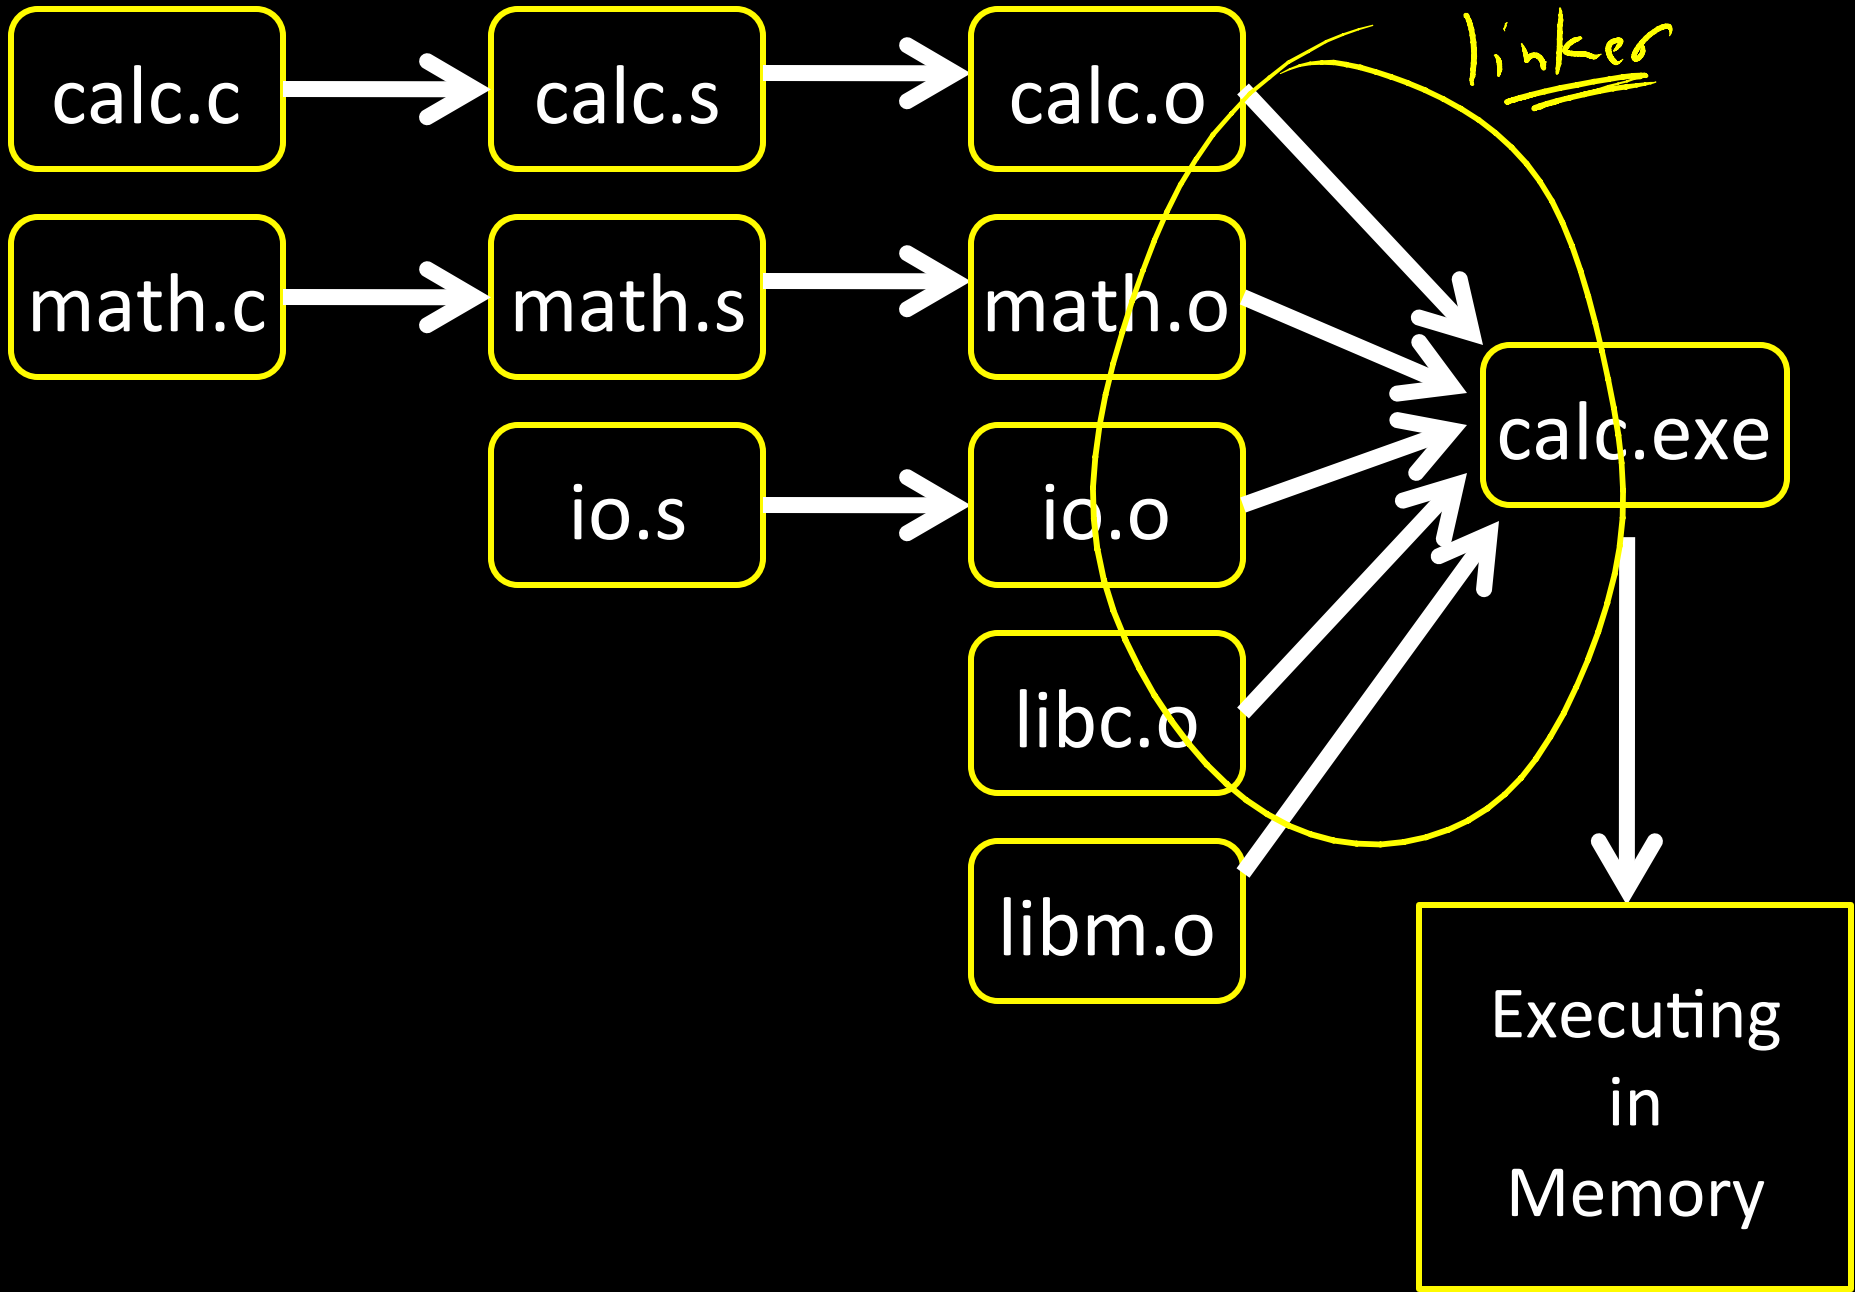 calc.c
calc.s
calc.o
linker
math.c
math.s
math.o
calc.exe
io.s
io.o
libc.o
libm.o
Executing
in
Memory